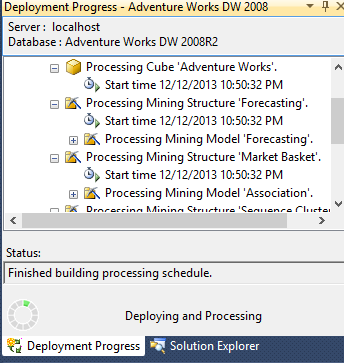 Deployment Progress - Adventure Works DW 2008
Server : localhost
Database : Adventure Works DW 2008R2
Processing Cube 'Adventure Works'.
Start time 12/12/2013 10:50:32 PM
Processing Mining Structure 'Forecasting'.
Start time 12/12/2013 10:50:32 PM
Processing Mining Model 'Forecasting'.
Processing Mining Structure 'Market Basket'.
Start time 12/12/2013 10:50:32 PM
Processing Mining Model 'Association'.
Processing Mining Structure 'Sequence Cluster
Status:
Finished building processing schedule.
Deploying and Processing
Deployment Progress Solution Explorer